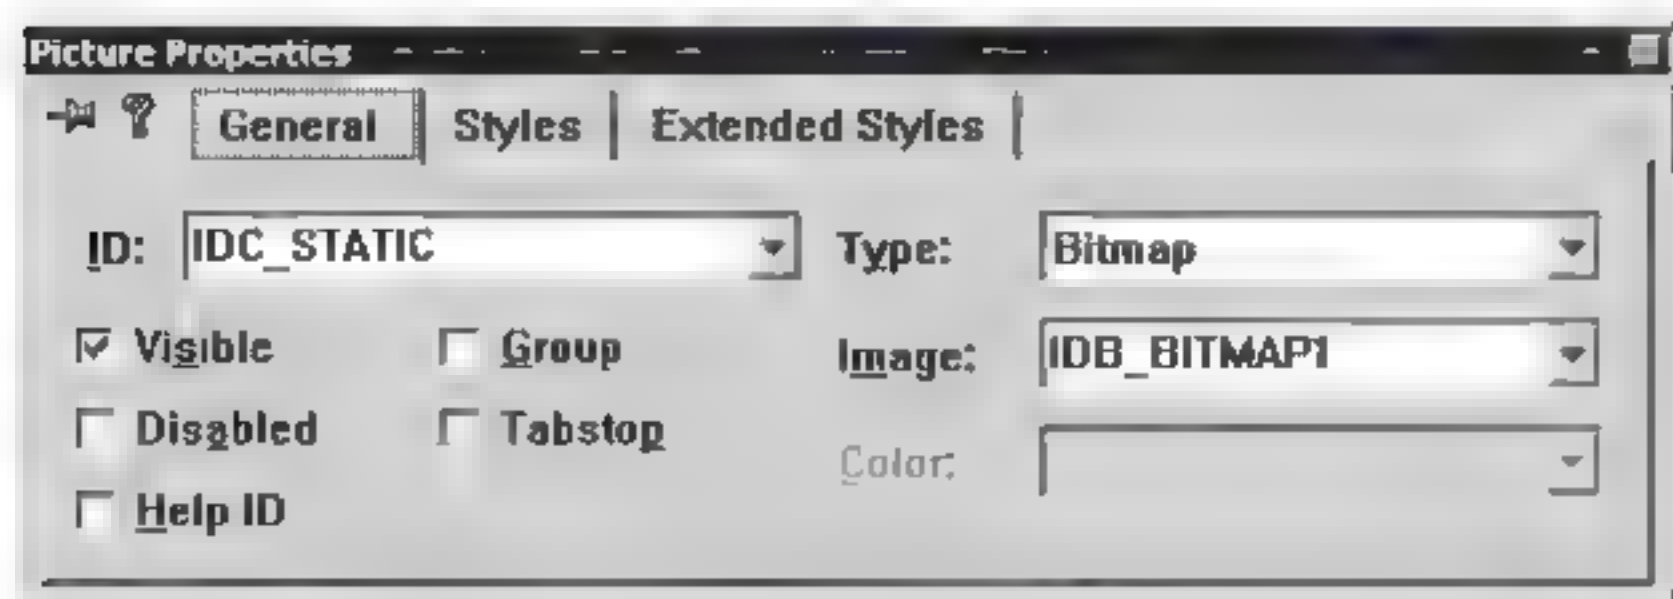 Picture Properties
? General Styles Extended Styles
ID: IDC_STATIC Type: Bitmap
Visible Group Image: IDB_BITMAP1
Disabled Tabstop
Color:
Help ID